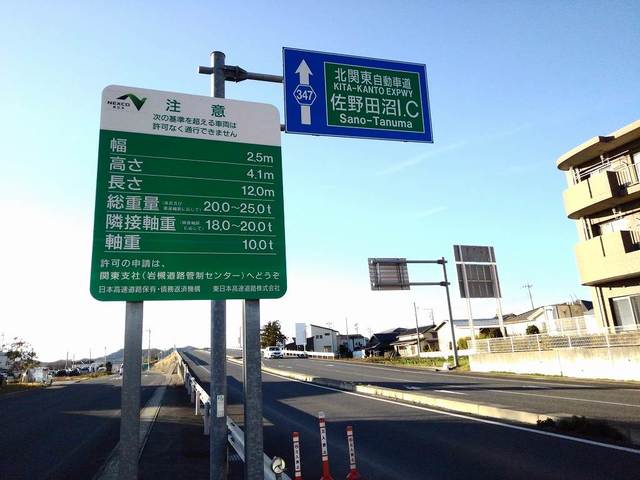 北関東自動車道
KITA-KANTO EXPWY
347
佐野田沼I.C
Sano-Tanuma
NEXCO
注意
次の基準を超える車両は
許可なく通行できません
幅 2.5m
高さ 4.1m
長さ 12.0m
総重量 20.0～25.0t
隣接軸重 18.0～20.0t
軸重 10.0t
許可の申請は、
関東支社(岩槻道路管制センター)へどうぞ
日本高速道路保有・債務返済機構 東日本高速道路株式会社